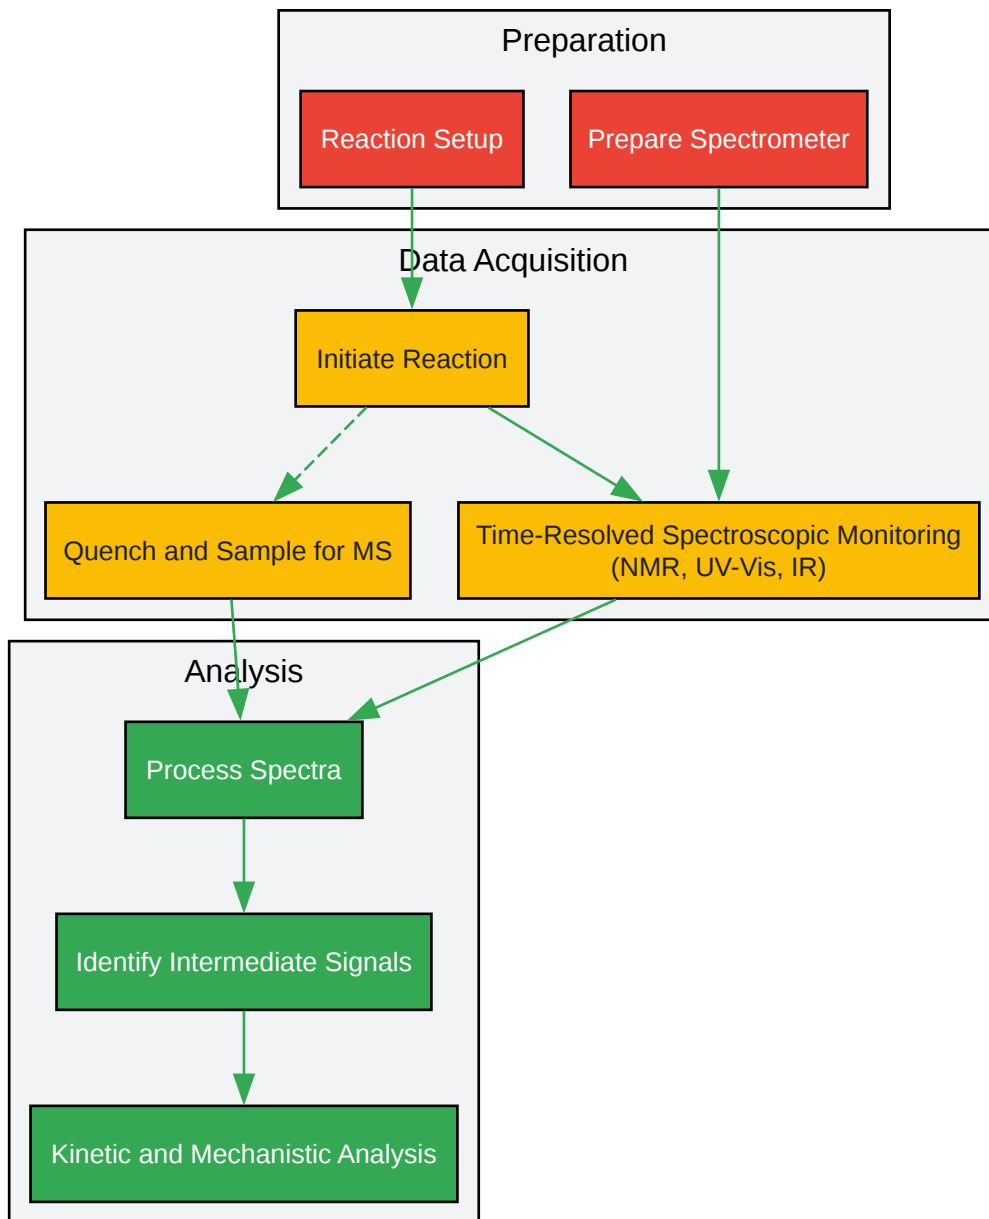 Preparation
Reaction Setup
Prepare Spectrometer
Data Acquisition
Initiate Reaction
Quench and Sample for MS
Time-Resolved Spectroscopic Monitoring
(NMR, UV-Vis, IR)
Analysis
Process Spectra
Identify Intermediate Signals
Kinetic and Mechanistic Analysis